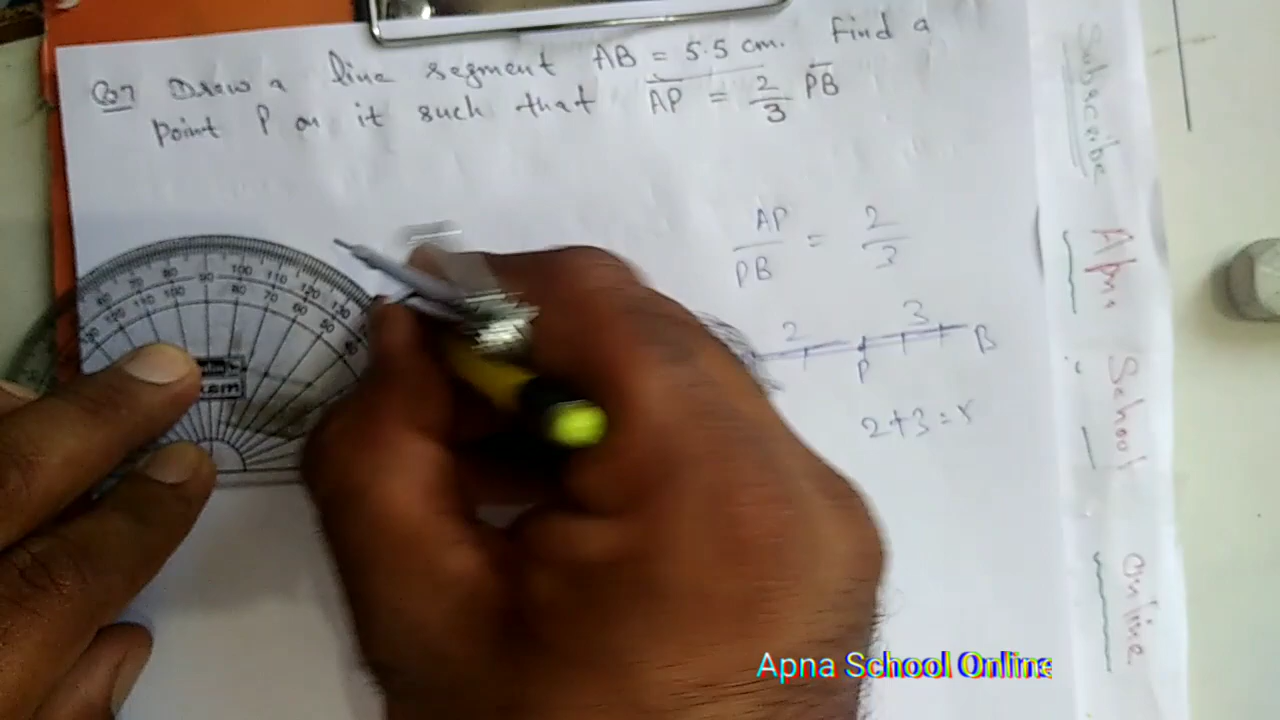 Q7 Draw a line segment AB = 5.5 cm. Find a
point P on it such that AP = 2/3 PB
AP/PB = 2/3
2 3
P B
2+3=
Subscribe Apna School Online
Apna School Online